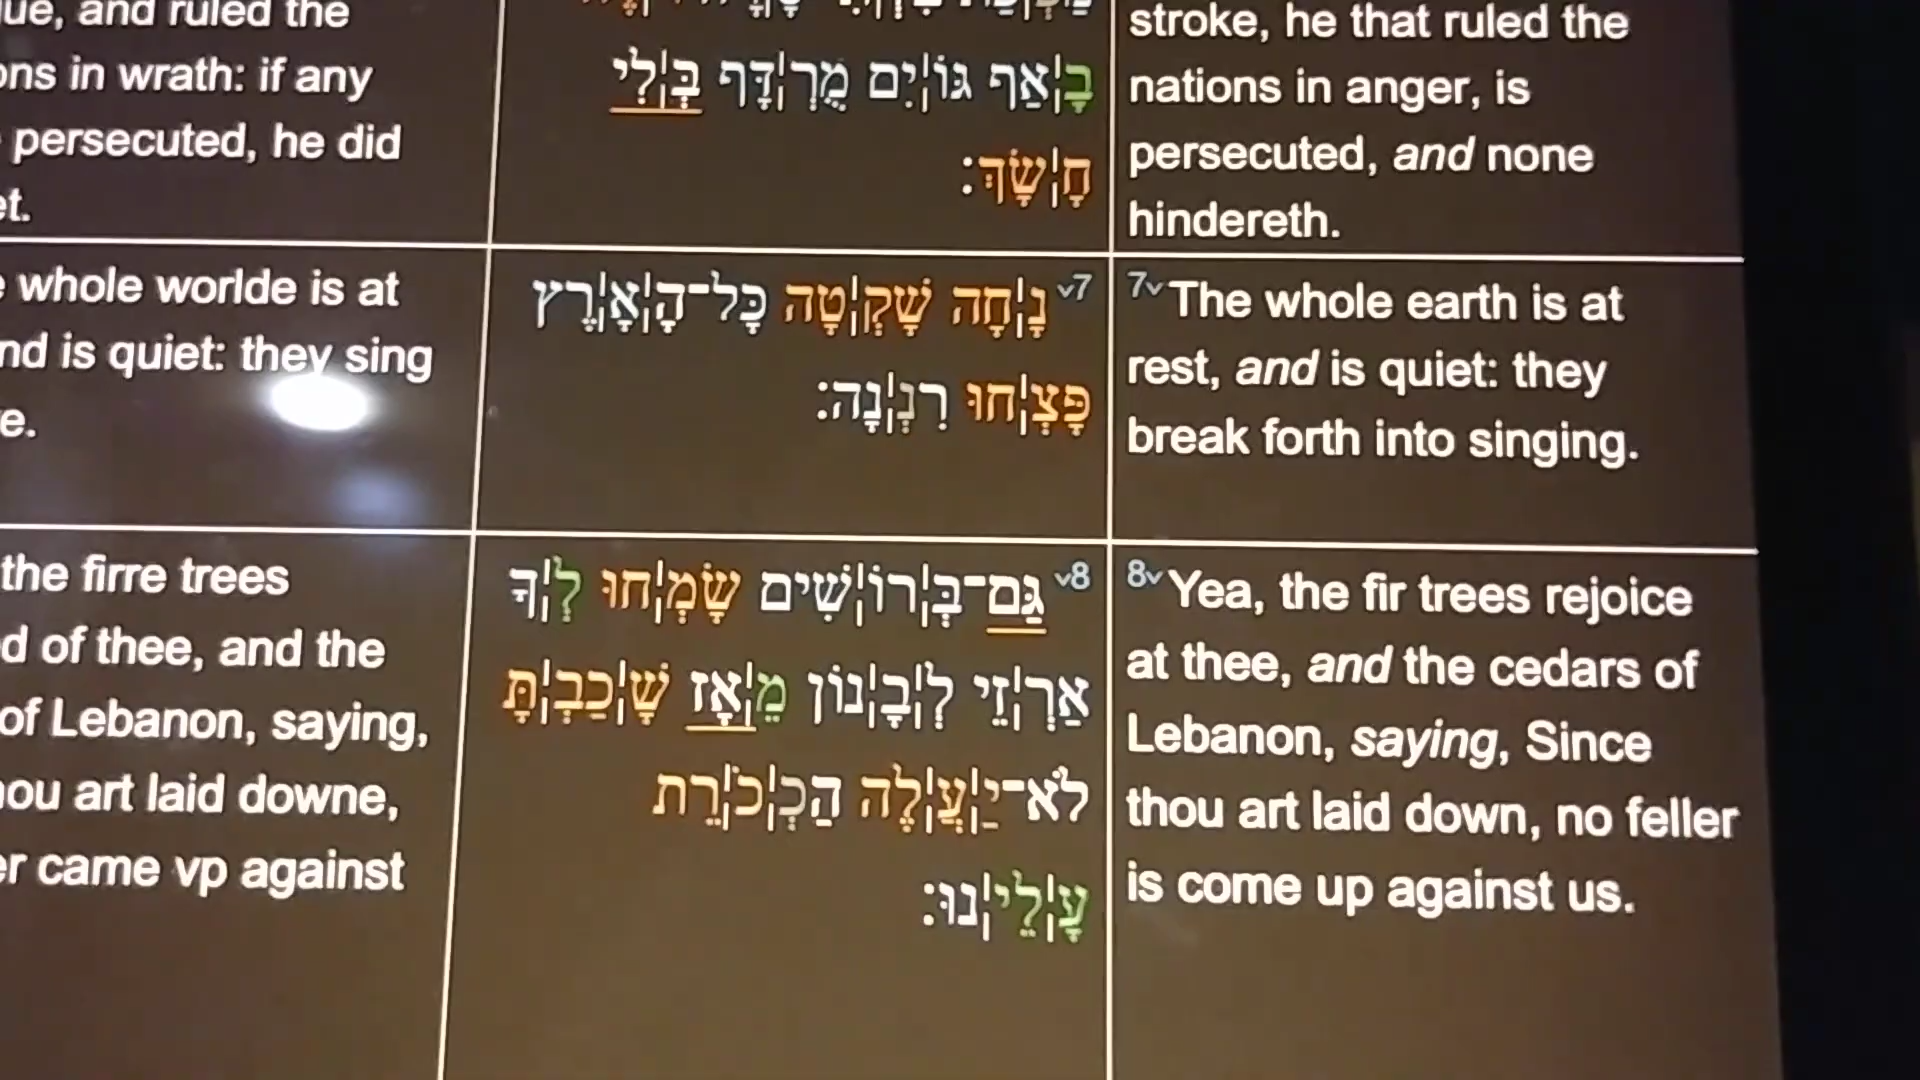 ue, and ruled the
ons in wrath: if any
persecuted, he did
et.
בָּ¦אַף גּוֹ¦יִם מֻרְ¦דָּף בְּ¦לִי
חָ¦שָׂךְ׃
stroke, he that ruled the
nations in anger, is
persecuted, and none
hindereth.
e whole worlde is at
nd is quiet: they sing
e.
v7 נָ¦חָה שָׁקְ¦טָה כָּל־הָ¦אָ¦רֶץ
פָּצְ¦חוּ רִנְ¦נָה׃
7v The whole earth is at
rest, and is quiet: they
break forth into singing.
the firre trees
d of thee, and the
of Lebanon, saying,
hou art laid downe,
er came vp against
v8 גַּם־בְּ¦רוֹ¦שִׁים שָׂמְ¦חוּ לְ¦ךָ
אַרְ¦זֵי לְ¦בָ¦נוֹן מֵ¦אָז שָׁ¦כַבְ¦תָּ
לֹא־יַ¦עֲ¦לֶה הַכְּ¦כֹ¦רֵת
עָ¦לֵי¦נוּ׃
8v Yea, the fir trees rejoice
at thee, and the cedars of
Lebanon, saying, Since
thou art laid down, no feller
is come up against us.